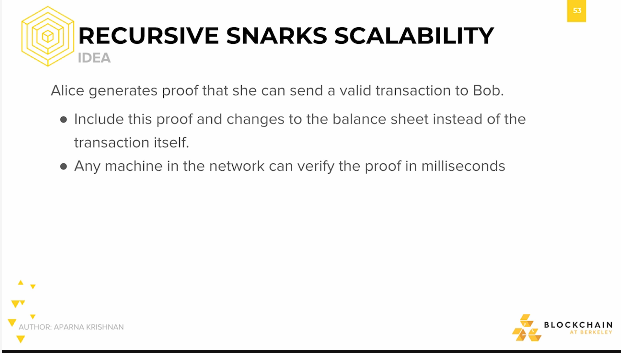 53
RECURSIVE SNARKS SCALABILITY
IDEA
Alice generates proof that she can send a valid transaction to Bob.
● Include this proof and changes to the balance sheet instead of the
transaction itself.
● Any machine in the network can verify the proof in milliseconds
AUTHOR: APARNA KRISHNAN
BLOCKCHAIN
AT BERKELEY